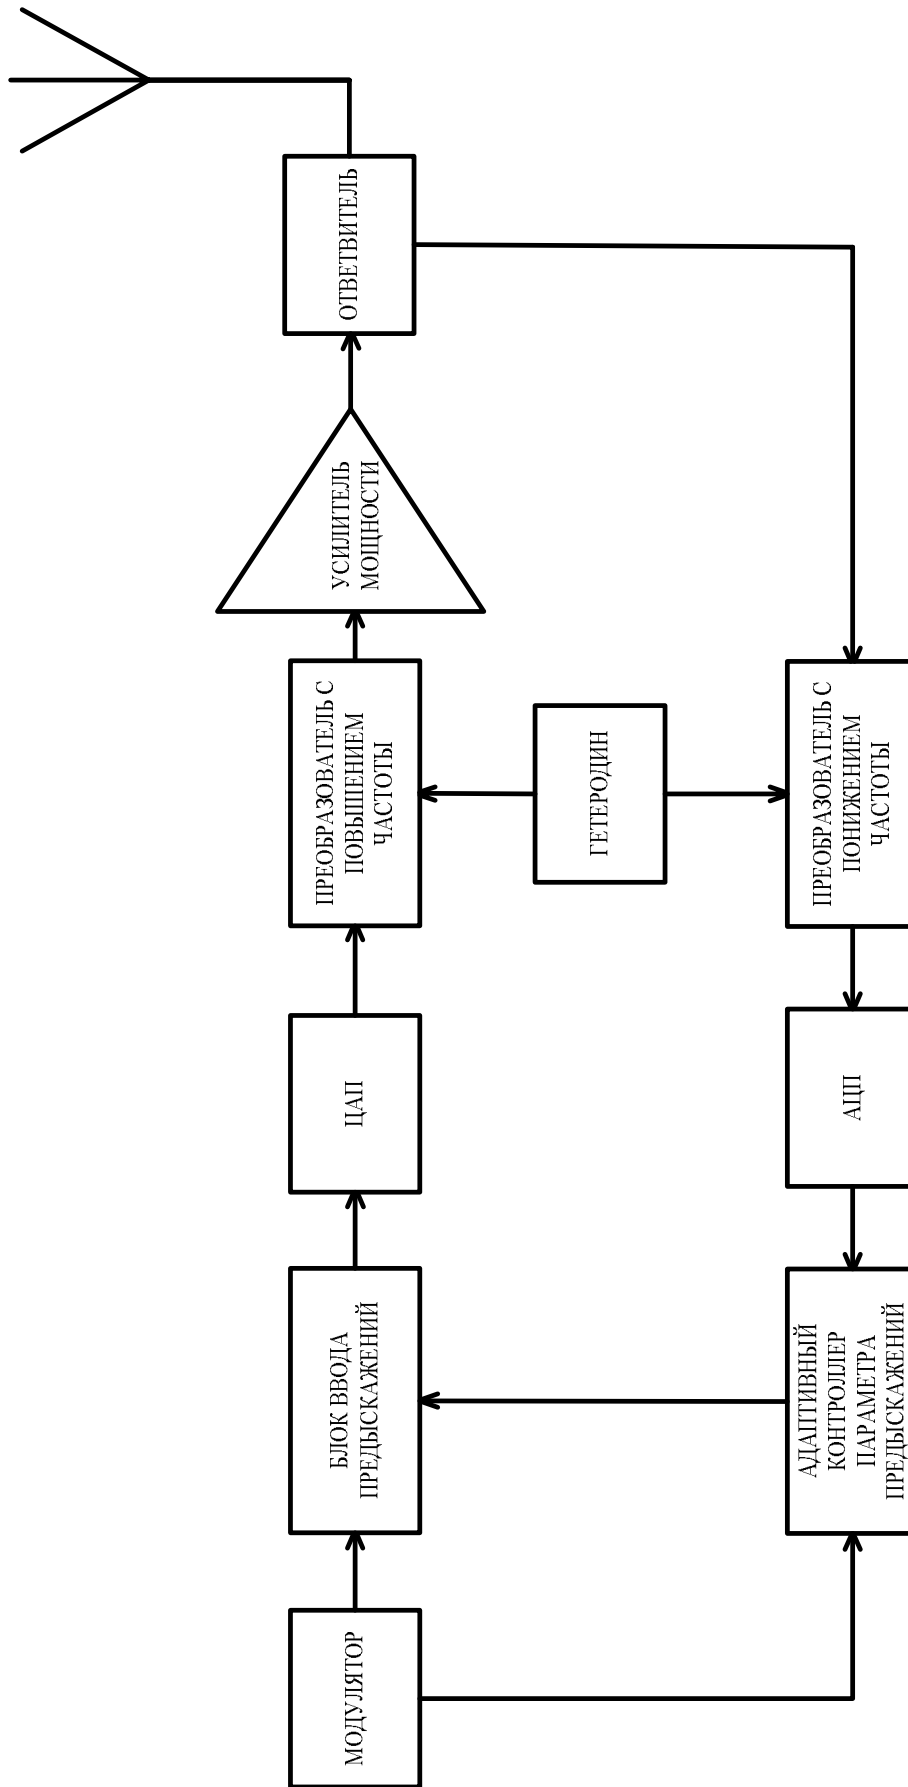 МОДУЛЯТОР
БЛОК ВВОДА
ПРЕДЫСКАЖЕНИЙ
ЦАП
ПРЕОБРАЗОВАТЕЛЬ С
ПОВЫШЕНИЕМ
ЧАСТОТЫ
УСИЛИТЕЛЬ
МОЩНОСТИ
ОТВЕТВИТЕЛЬ
ГЕТЕРОДИН
АДАПТИВНЫЙ
КОНТРОЛЛЕР
ПАРАМЕТРА
ПРЕДЫСКАЖЕНИЙ
АЦП
ПРЕОБРАЗОВАТЕЛЬ С
ПОНИЖЕНИЕМ
ЧАСТОТЫ